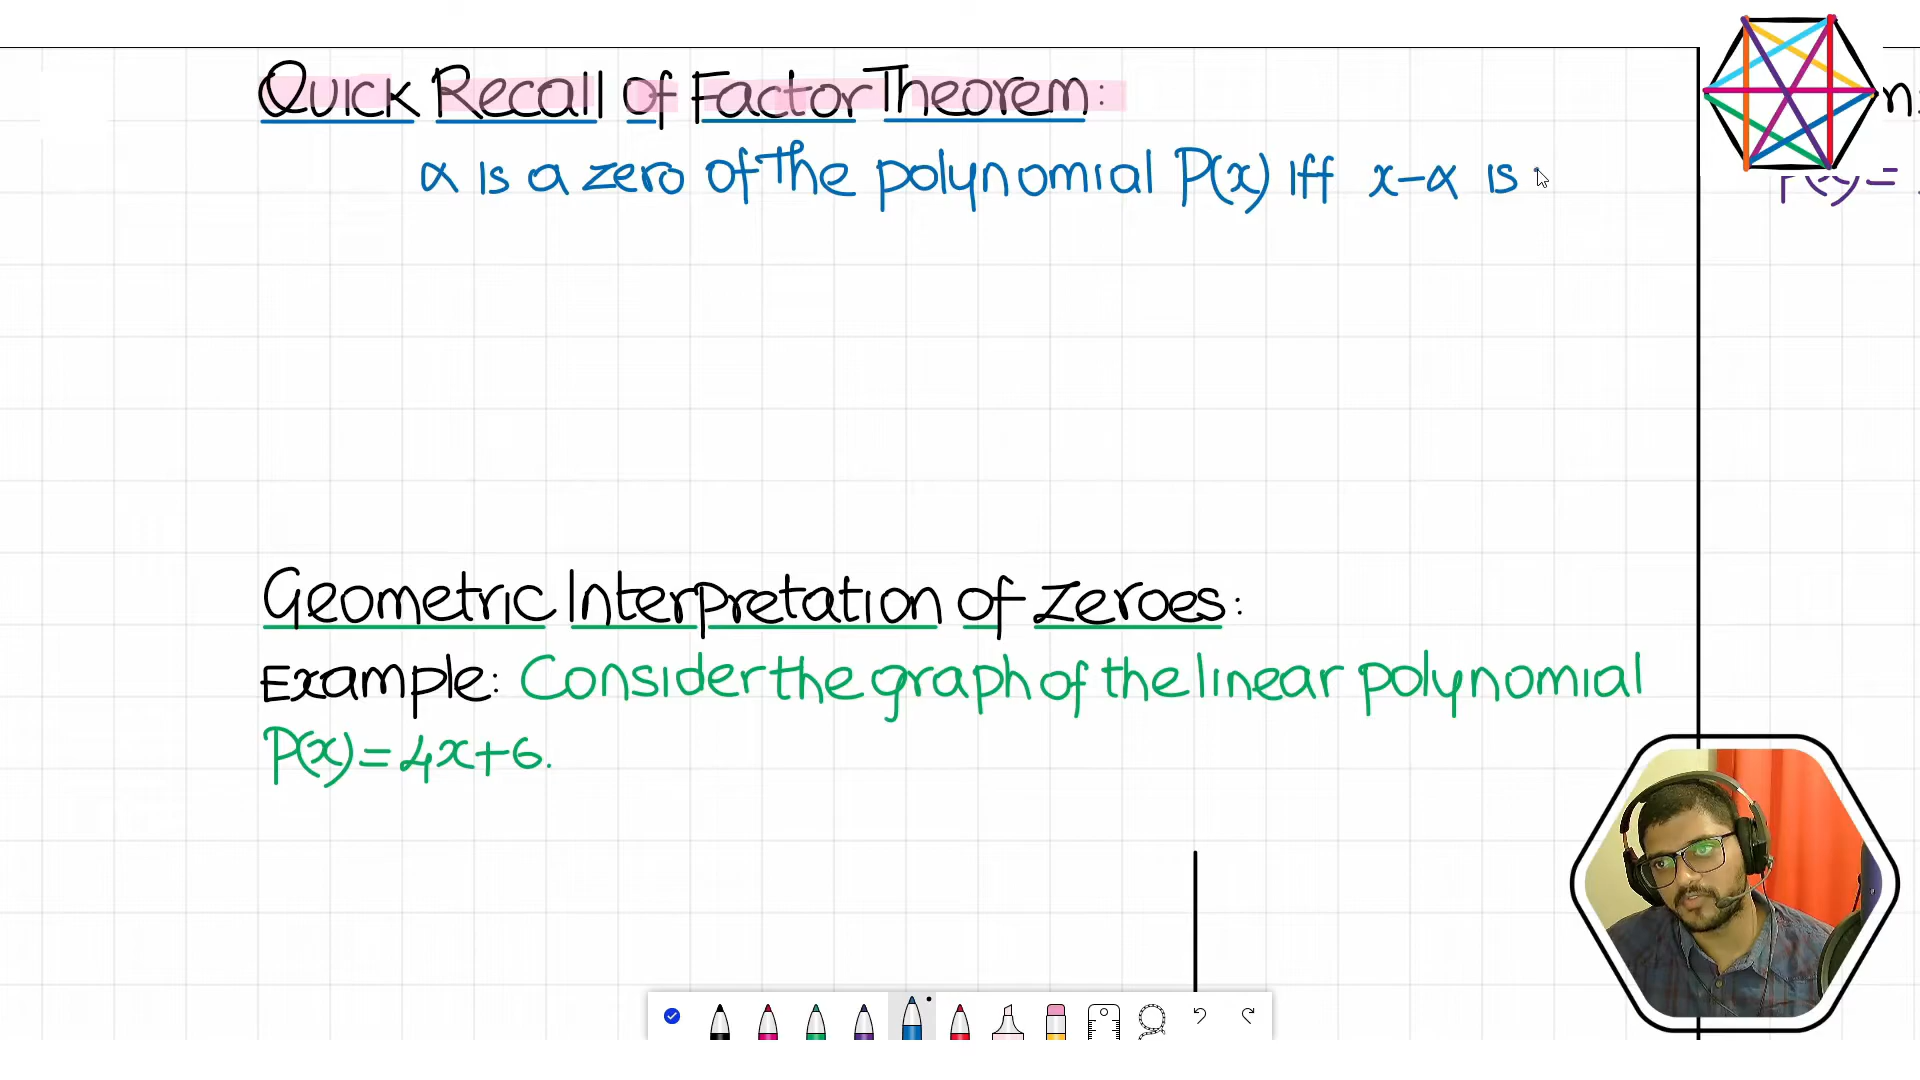 Quick Recall of Factor Theorem:
α is a zero of the polynomial P(x) iff x-α is
P(x)=
Geometric Interpretation of Zeroes:
Example: Consider the graph of the linear polynomial
P(x)=4x+6.